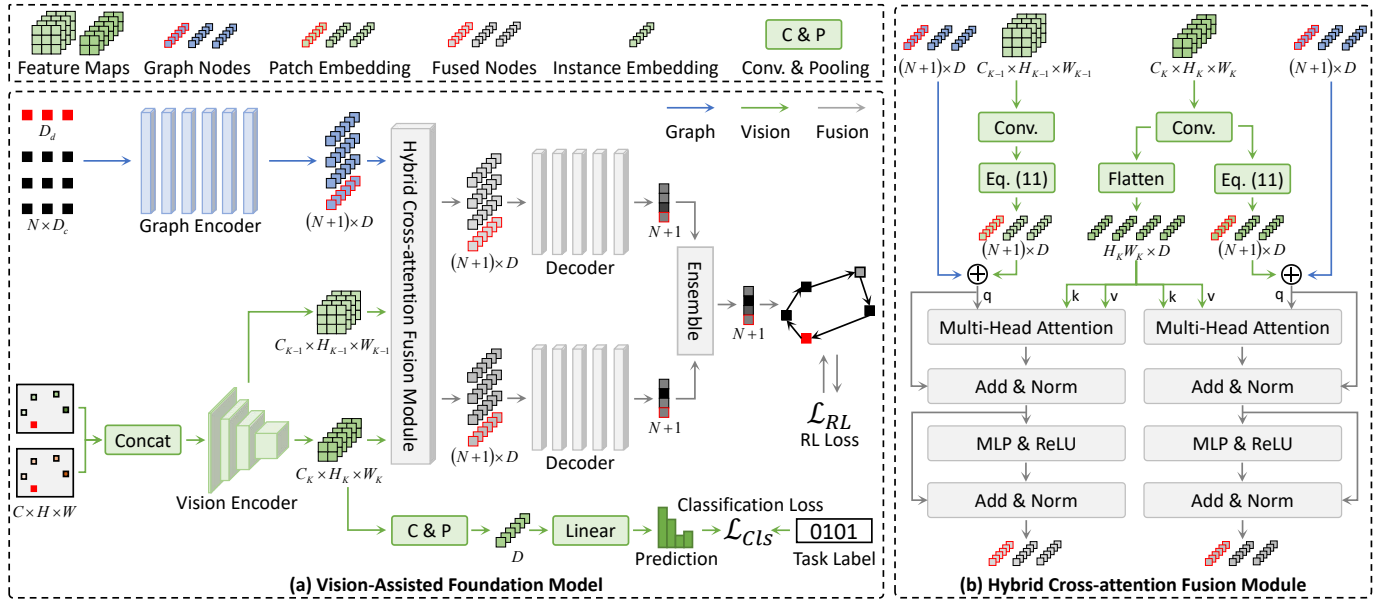 C & P
Feature Maps
Graph Nodes
Patch Embedding
Fused Nodes
Instance Embedding
Conv. & Pooling
D_d
N × D_c
Graph Encoder
(N+1)×D
Graph
Vision
Fusion
Hybrid Cross-attention Fusion Module
(N+1)×D
Decoder
N+1
Ensemble
N+1
C_{K-1}×H_{K-1}×W_{K-1}
Concat
C×H×W
Vision Encoder
C_K×H_K×W_K
(N+1)×D
Decoder
N+1
ℒ_{RL}
RL Loss
C & P
D
Linear
Prediction
Classification Loss
ℒ_{Cls}
0101
Task Label
(a) Vision-Assisted Foundation Model
(N+1)×D
C_{K-1}×H_{K-1}×W_{K-1}
C_K×H_K×W_K
(N+1)×D
Conv.
Conv.
Eq. (11)
Flatten
Eq. (11)
(N+1)×D
H_K W_K×D
(N+1)×D
q
k
v
k
v
q
Multi-Head Attention
Multi-Head Attention
Add & Norm
Add & Norm
MLP & ReLU
MLP & ReLU
Add & Norm
Add & Norm
(b) Hybrid Cross-attention Fusion Module